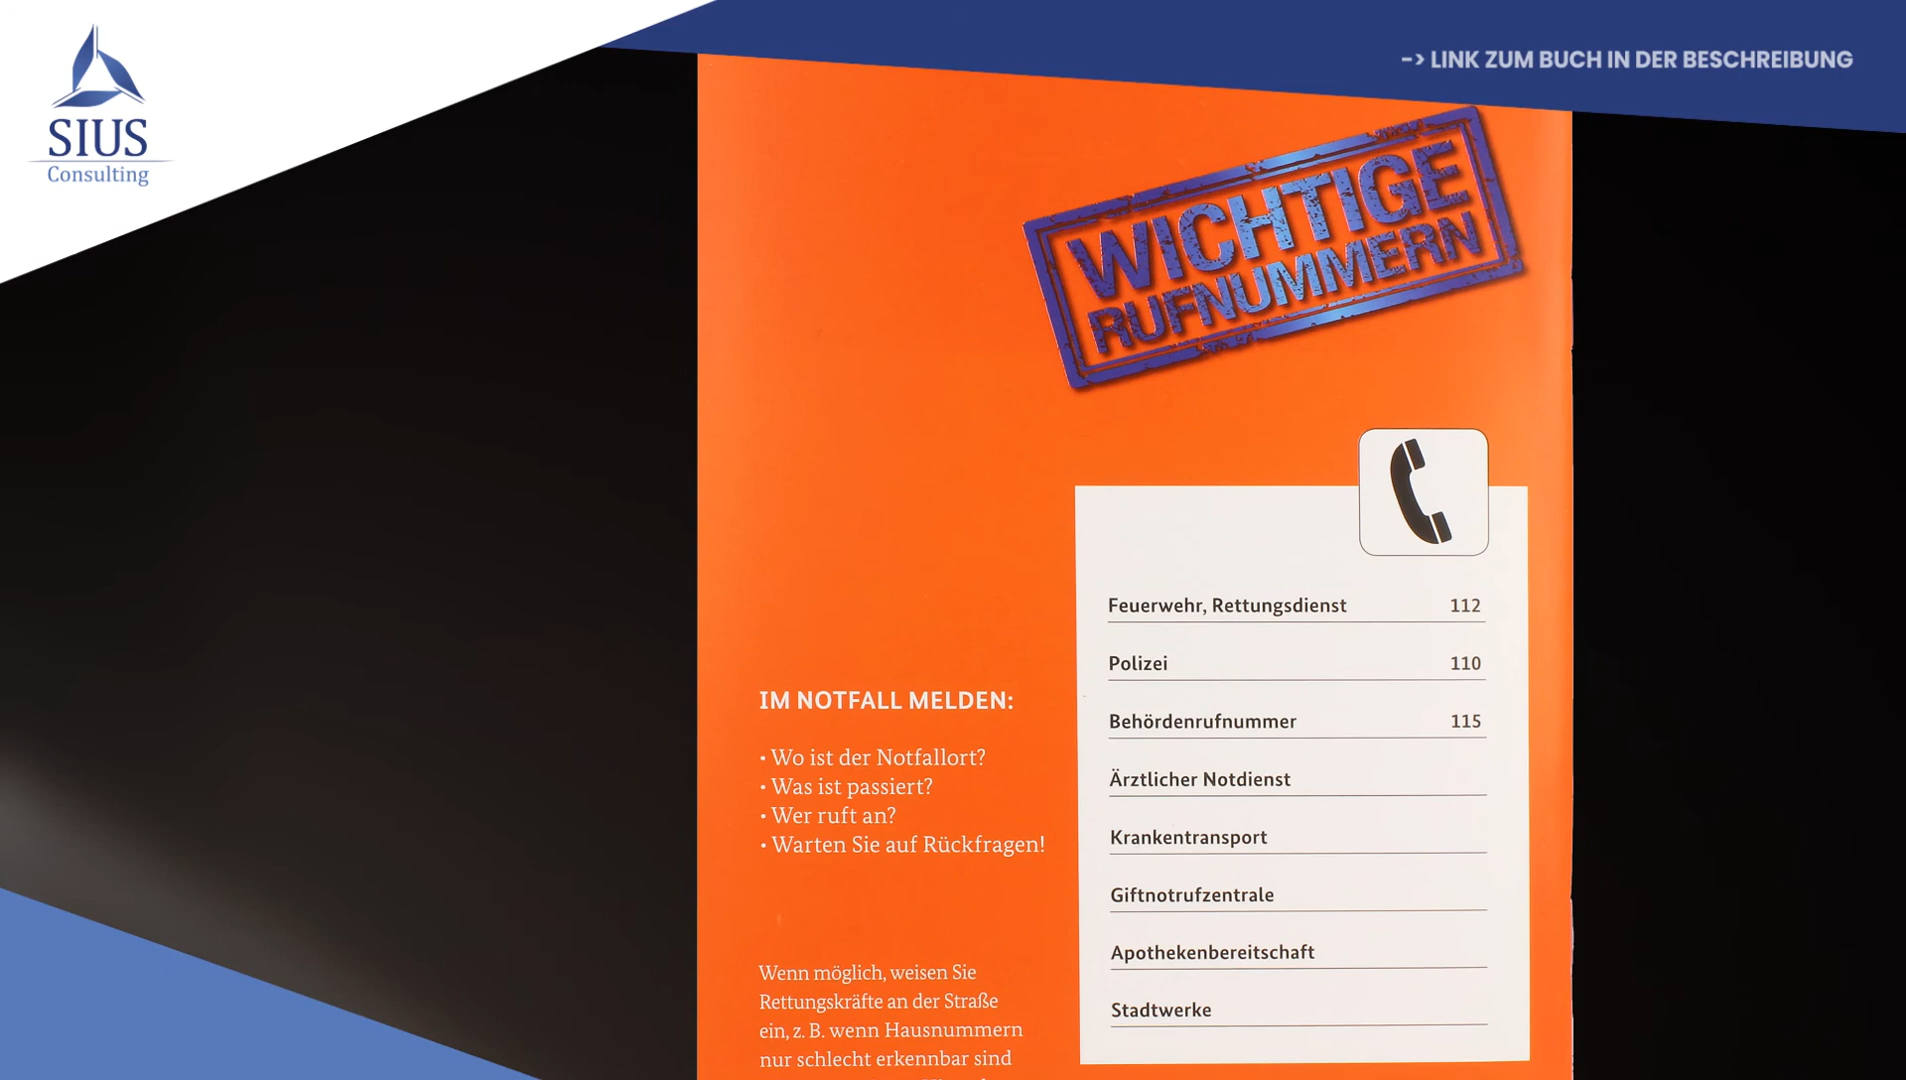 SIUS
Consulting
-> LINK ZUM BUCH IN DER BESCHREIBUNG
WICHTIGE
RUFNUMMERN
Feuerwehr, Rettungsdienst 112
Polizei 110
Behördenrufnummer 115
Ärztlicher Notdienst
Krankentransport
Giftnotrufzentrale
Apothekenbereitschaft
Stadtwerke
IM NOTFALL MELDEN:
• Wo ist der Notfallort?
• Was ist passiert?
• Wer ruft an?
• Warten Sie auf Rückfragen!
Wenn möglich, weisen Sie
Rettungskräfte an der Straße
ein, z. B. wenn Hausnummern
nur schlecht erkennbar sind